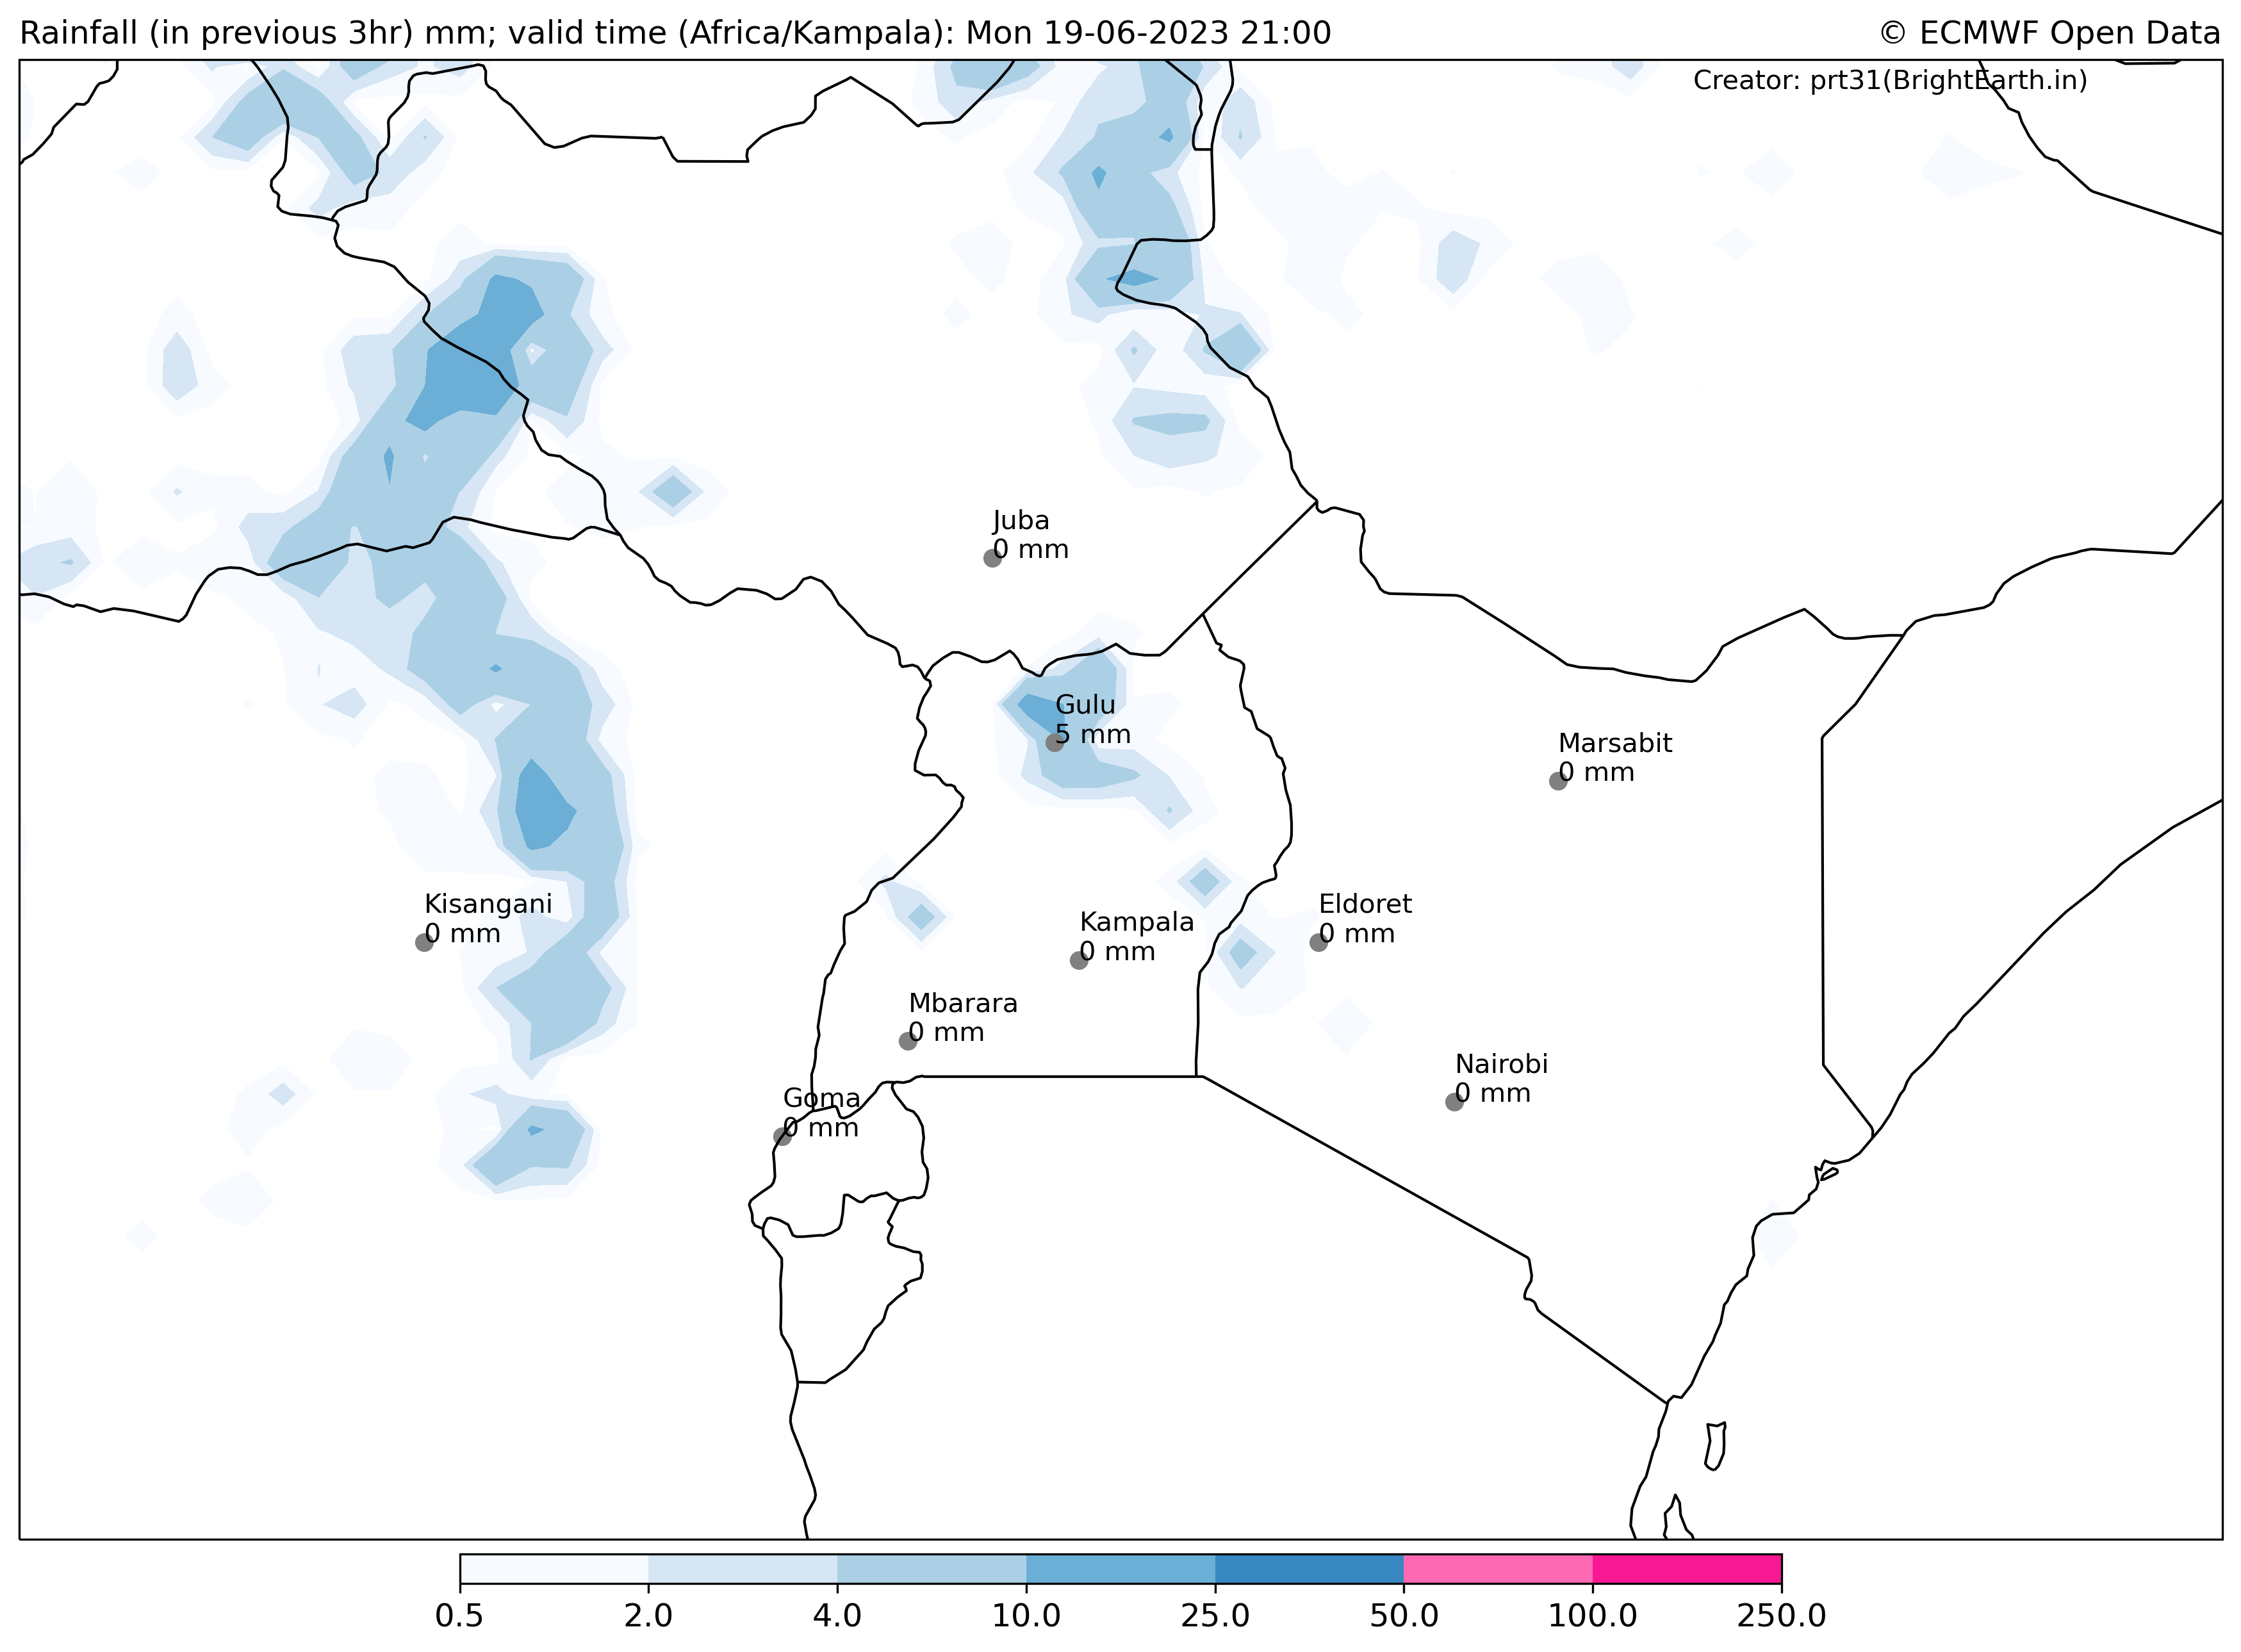 Rainfall (in previous 3hr) mm; valid time (Africa/Kampala): Mon 19-06-2023 21:00
© ECMWF Open Data
Creator: prt31(BrightEarth.in)
Juba
0 mm
Gulu
5 mm
Marsabit
0 mm
Kisangani
0 mm
Kampala
0 mm
Eldoret
0 mm
Mbarara
0 mm
Nairobi
0 mm
Goma
0 mm
0.5 2.0 4.0 10.0 25.0 50.0 100.0 250.0